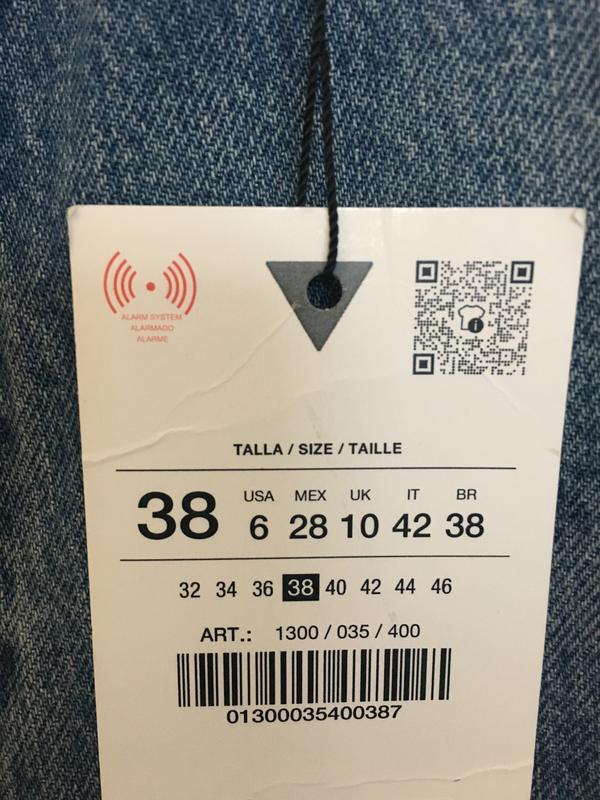 ALARM SYSTEM
ALARMADO
ALARME
i
TALLA / SIZE / TAILLE
38 USA 6 MEX 28 UK 10 IT 42 BR 38
32 34 36 38 40 42 44 46
ART.: 1300 / 035 / 400
01300035400387